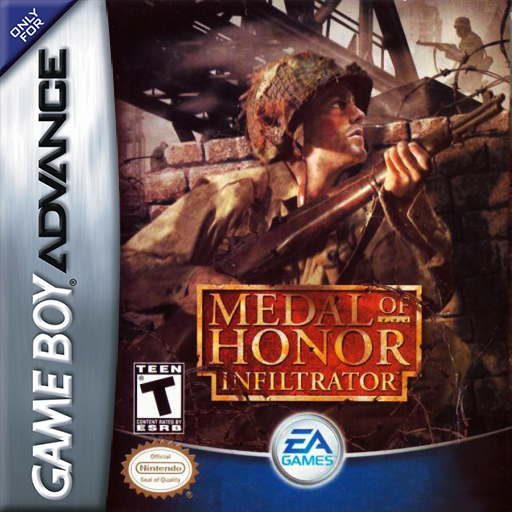 ONLY
FOR
GAME BOY ADVANCE
MEDAL OF
HONOR
INFILTRATOR
TEEN
T
CONTENT RATED BY
ESRB
EA
GAMES
Official
Nintendo
Seal of Quality